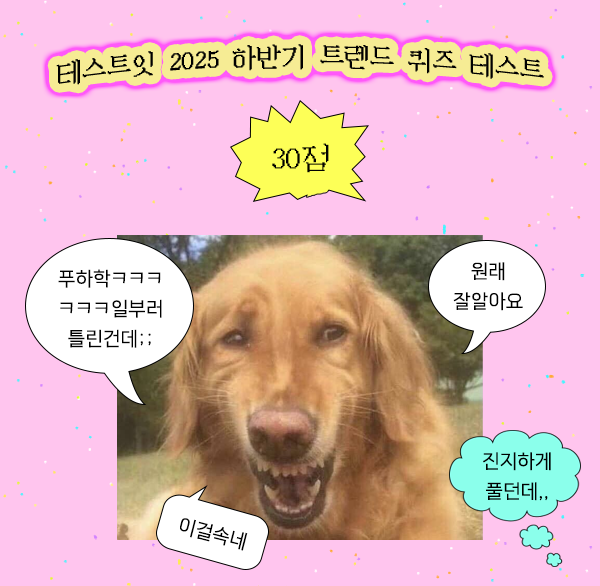 테스트잇 2025 하반기 트렌드 퀴즈 테스트
30점
푸하학ㅋㅋㅋ
ㅋㅋㅋ일부러
틀린건데;;
원래
잘알아요
진지하게
풀던데,,
이걸속네